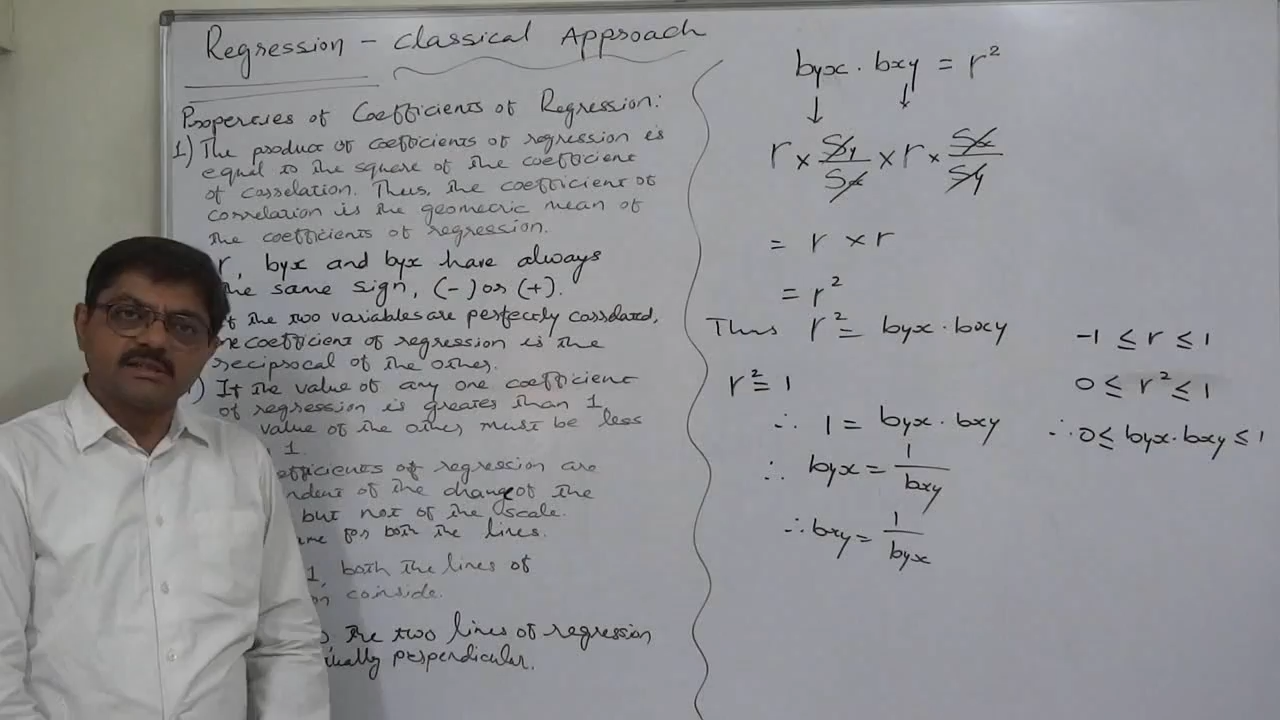 Regression - Classical Approach
Properties of Coefficients of Regression:
1) The product of coefficients of regression is
equal to the square of the coefficient
of correlation. Thus, the coefficient of
correlation is the geometric mean of
the coefficients of regression.
r, byx and byx have always
the same sign, (-) or (+).
the two variables are perfectly correlated,
coefficient of regression is the
reciprocal of the other.
) If the value of any one coefficient
of regression is greater than 1
value of the other must be less
1.
efficients of regression are
ndent of the change of the
but not of the scale.
me for both the lines.
1, both the lines of
on coinside.
, the two lines of regression
ually perpendicular.
byx . bxy = r²
↓ ↓
r × Sy/Sx × r × Sx/Sy
= r × r
= r²
Thus r² = byx . bxy
r² = 1
∴ 1 = byx . bxy
∴ byx = 1/bxy
∴ bxy = 1/byx
-1 ≤ r ≤ 1
0 ≤ r² ≤ 1
∴ 0 ≤ byx . bxy ≤ 1